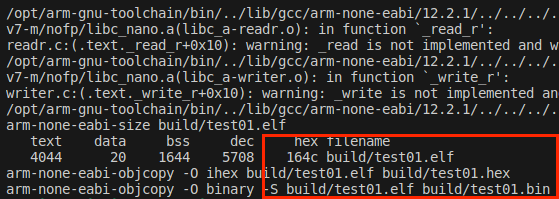 /opt/arm-gnu-toolchain/bin/../lib/gcc/arm-none-eabi/12.2.1/../../../.
v7-m/nofp/libc_nano.a(libc_a-readr.o): in function `_read_r':
readr.c:(.text._read_r+0x10): warning: _read is not implemented and w
/opt/arm-gnu-toolchain/bin/../lib/gcc/arm-none-eabi/12.2.1/../../../.
v7-m/nofp/libc_nano.a(libc_a-writer.o): in function `_write_r':
writer.c:(.text._write_r+0x10): warning: _write is not implemented and
/opt/arm-gnu-toolchain/bin/../lib/gcc/arm-none-eabi/12.2.1/../../../.
arm-none-eabi-size build/test01.elf
text data bss dec hex filename
4044 20 1644 5708 164c build/test01.elf
arm-none-eabi-objcopy -O ihex build/test01.elf build/test01.hex
arm-none-eabi-objcopy -O binary -S build/test01.elf build/test01.bin